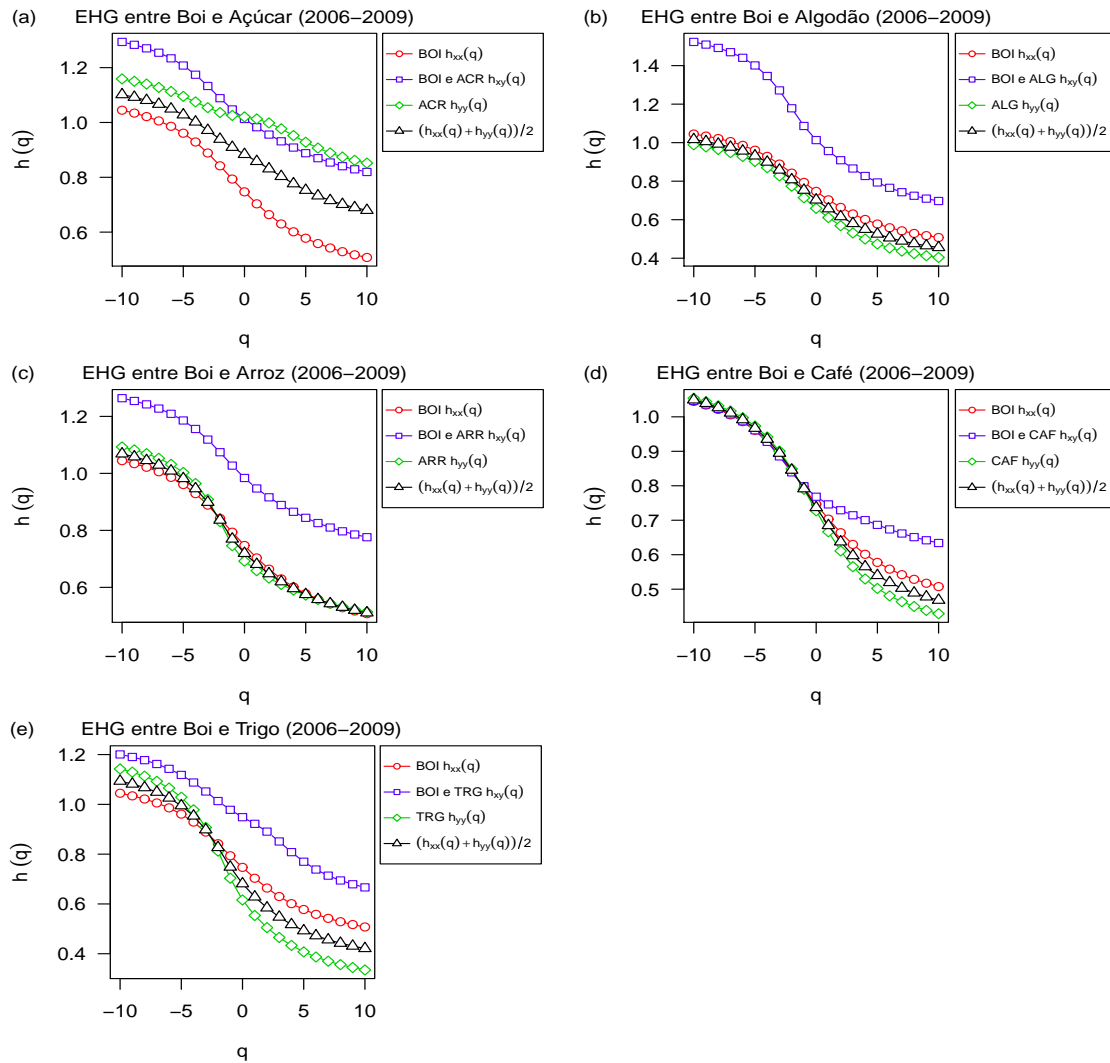 (a) EHG entre Boi e Açúcar (2006−2009)
h (q)
1.2
1.0
0.8
0.6
−10 −5 0 5 10
q
BOI hxx(q)
BOI e ACR hxy(q)
ACR hyy(q)
(hxx(q) + hyy(q))/2
(b) EHG entre Boi e Algodão (2006−2009)
h (q)
1.4
1.2
1.0
0.8
0.6
0.4
−10 −5 0 5 10
q
BOI hxx(q)
BOI e ALG hxy(q)
ALG hyy(q)
(hxx(q) + hyy(q))/2
(c) EHG entre Boi e Arroz (2006−2009)
h (q)
1.2
1.0
0.8
0.6
−10 −5 0 5 10
q
BOI hxx(q)
BOI e ARR hxy(q)
ARR hyy(q)
(hxx(q) + hyy(q))/2
(d) EHG entre Boi e Café (2006−2009)
h (q)
1.0
0.9
0.8
0.7
0.6
0.5
−10 −5 0 5 10
q
BOI hxx(q)
BOI e CAF hxy(q)
CAF hyy(q)
(hxx(q) + hyy(q))/2
(e) EHG entre Boi e Trigo (2006−2009)
h (q)
1.2
1.0
0.8
0.6
0.4
−10 −5 0 5 10
q
BOI hxx(q)
BOI e TRG hxy(q)
TRG hyy(q)
(hxx(q) + hyy(q))/2